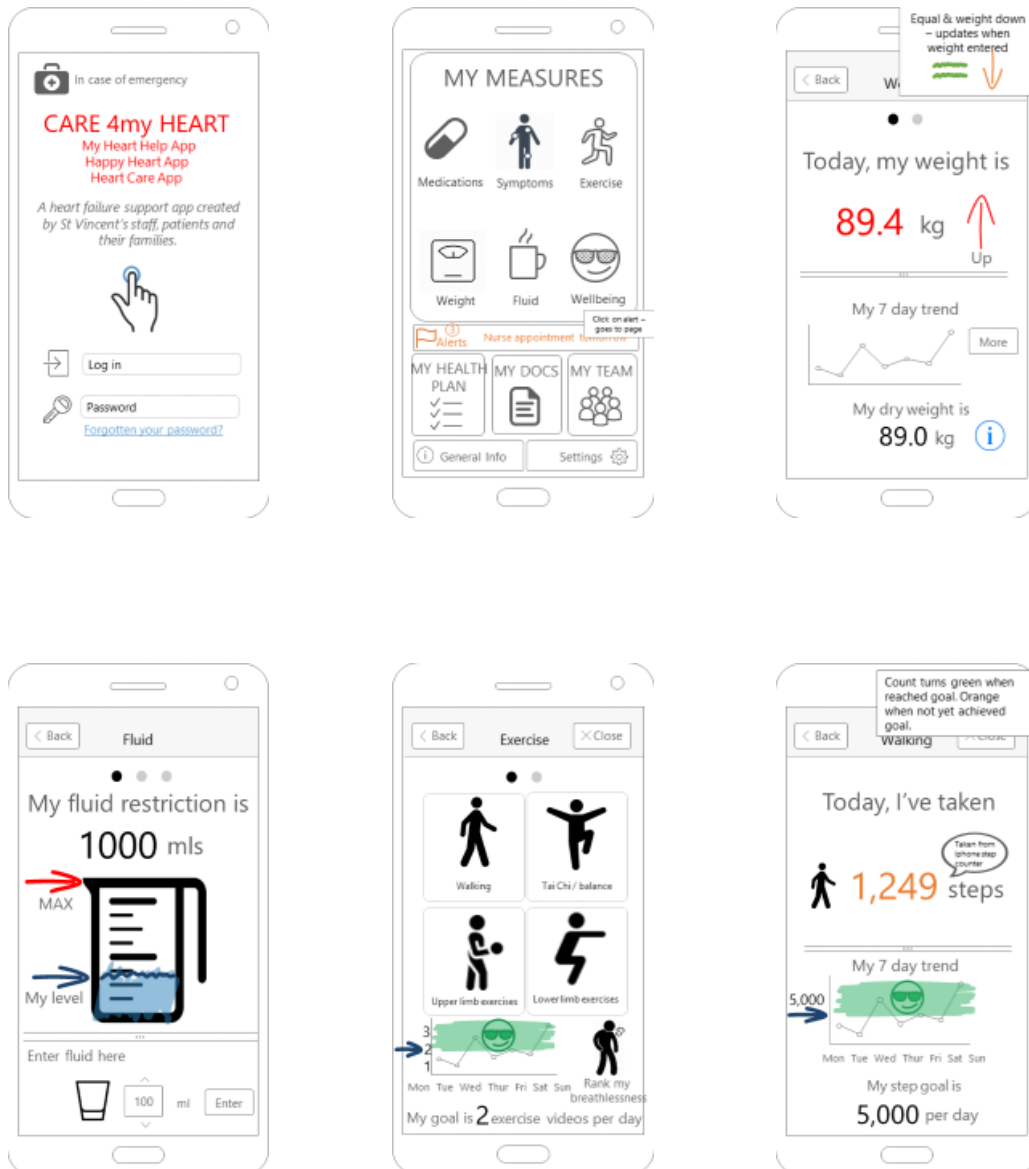 In case of emergency
CARE 4my HEART
My Heart Help App
Happy Heart App
Heart Care App
A heart failure support app created
by St Vincent's staff, patients and
their families.
Log in
Password
Forgotten your password?
MY MEASURES
Medications
Symptoms
Exercise
Weight
Fluid
Wellbeing
Click on alert –
goes to page
3
Alerts
Nurse appointment tomorrow
MY HEALTH
PLAN
MY DOCS
MY TEAM
General Info
Settings
Equal & weight down
– updates when
weight entered
< Back
We
Today, my weight is
89.4 kg
Up
My 7 day trend
More
My dry weight is
89.0 kg
i
< Back
Fluid
My fluid restriction is
1000 mls
MAX
My level
Enter fluid here
100
ml
Enter
< Back
Exercise
×Close
Walking
Tai Chi / balance
Upper limb exercises
Lower limb exercises
3
2
1
Mon Tue Wed Thur Fri Sat Sun
Rank my
breathlessness
My goal is 2 exercise videos per day
Count turns green when
reached goal. Orange
when not yet achieved
goal.
< Back
Walking
×Close
Today, I've taken
Taken from
iphone step
counter
1,249 steps
My 7 day trend
5,000
Mon Tue Wed Thur Fri Sat Sun
My step goal is
5,000 per day